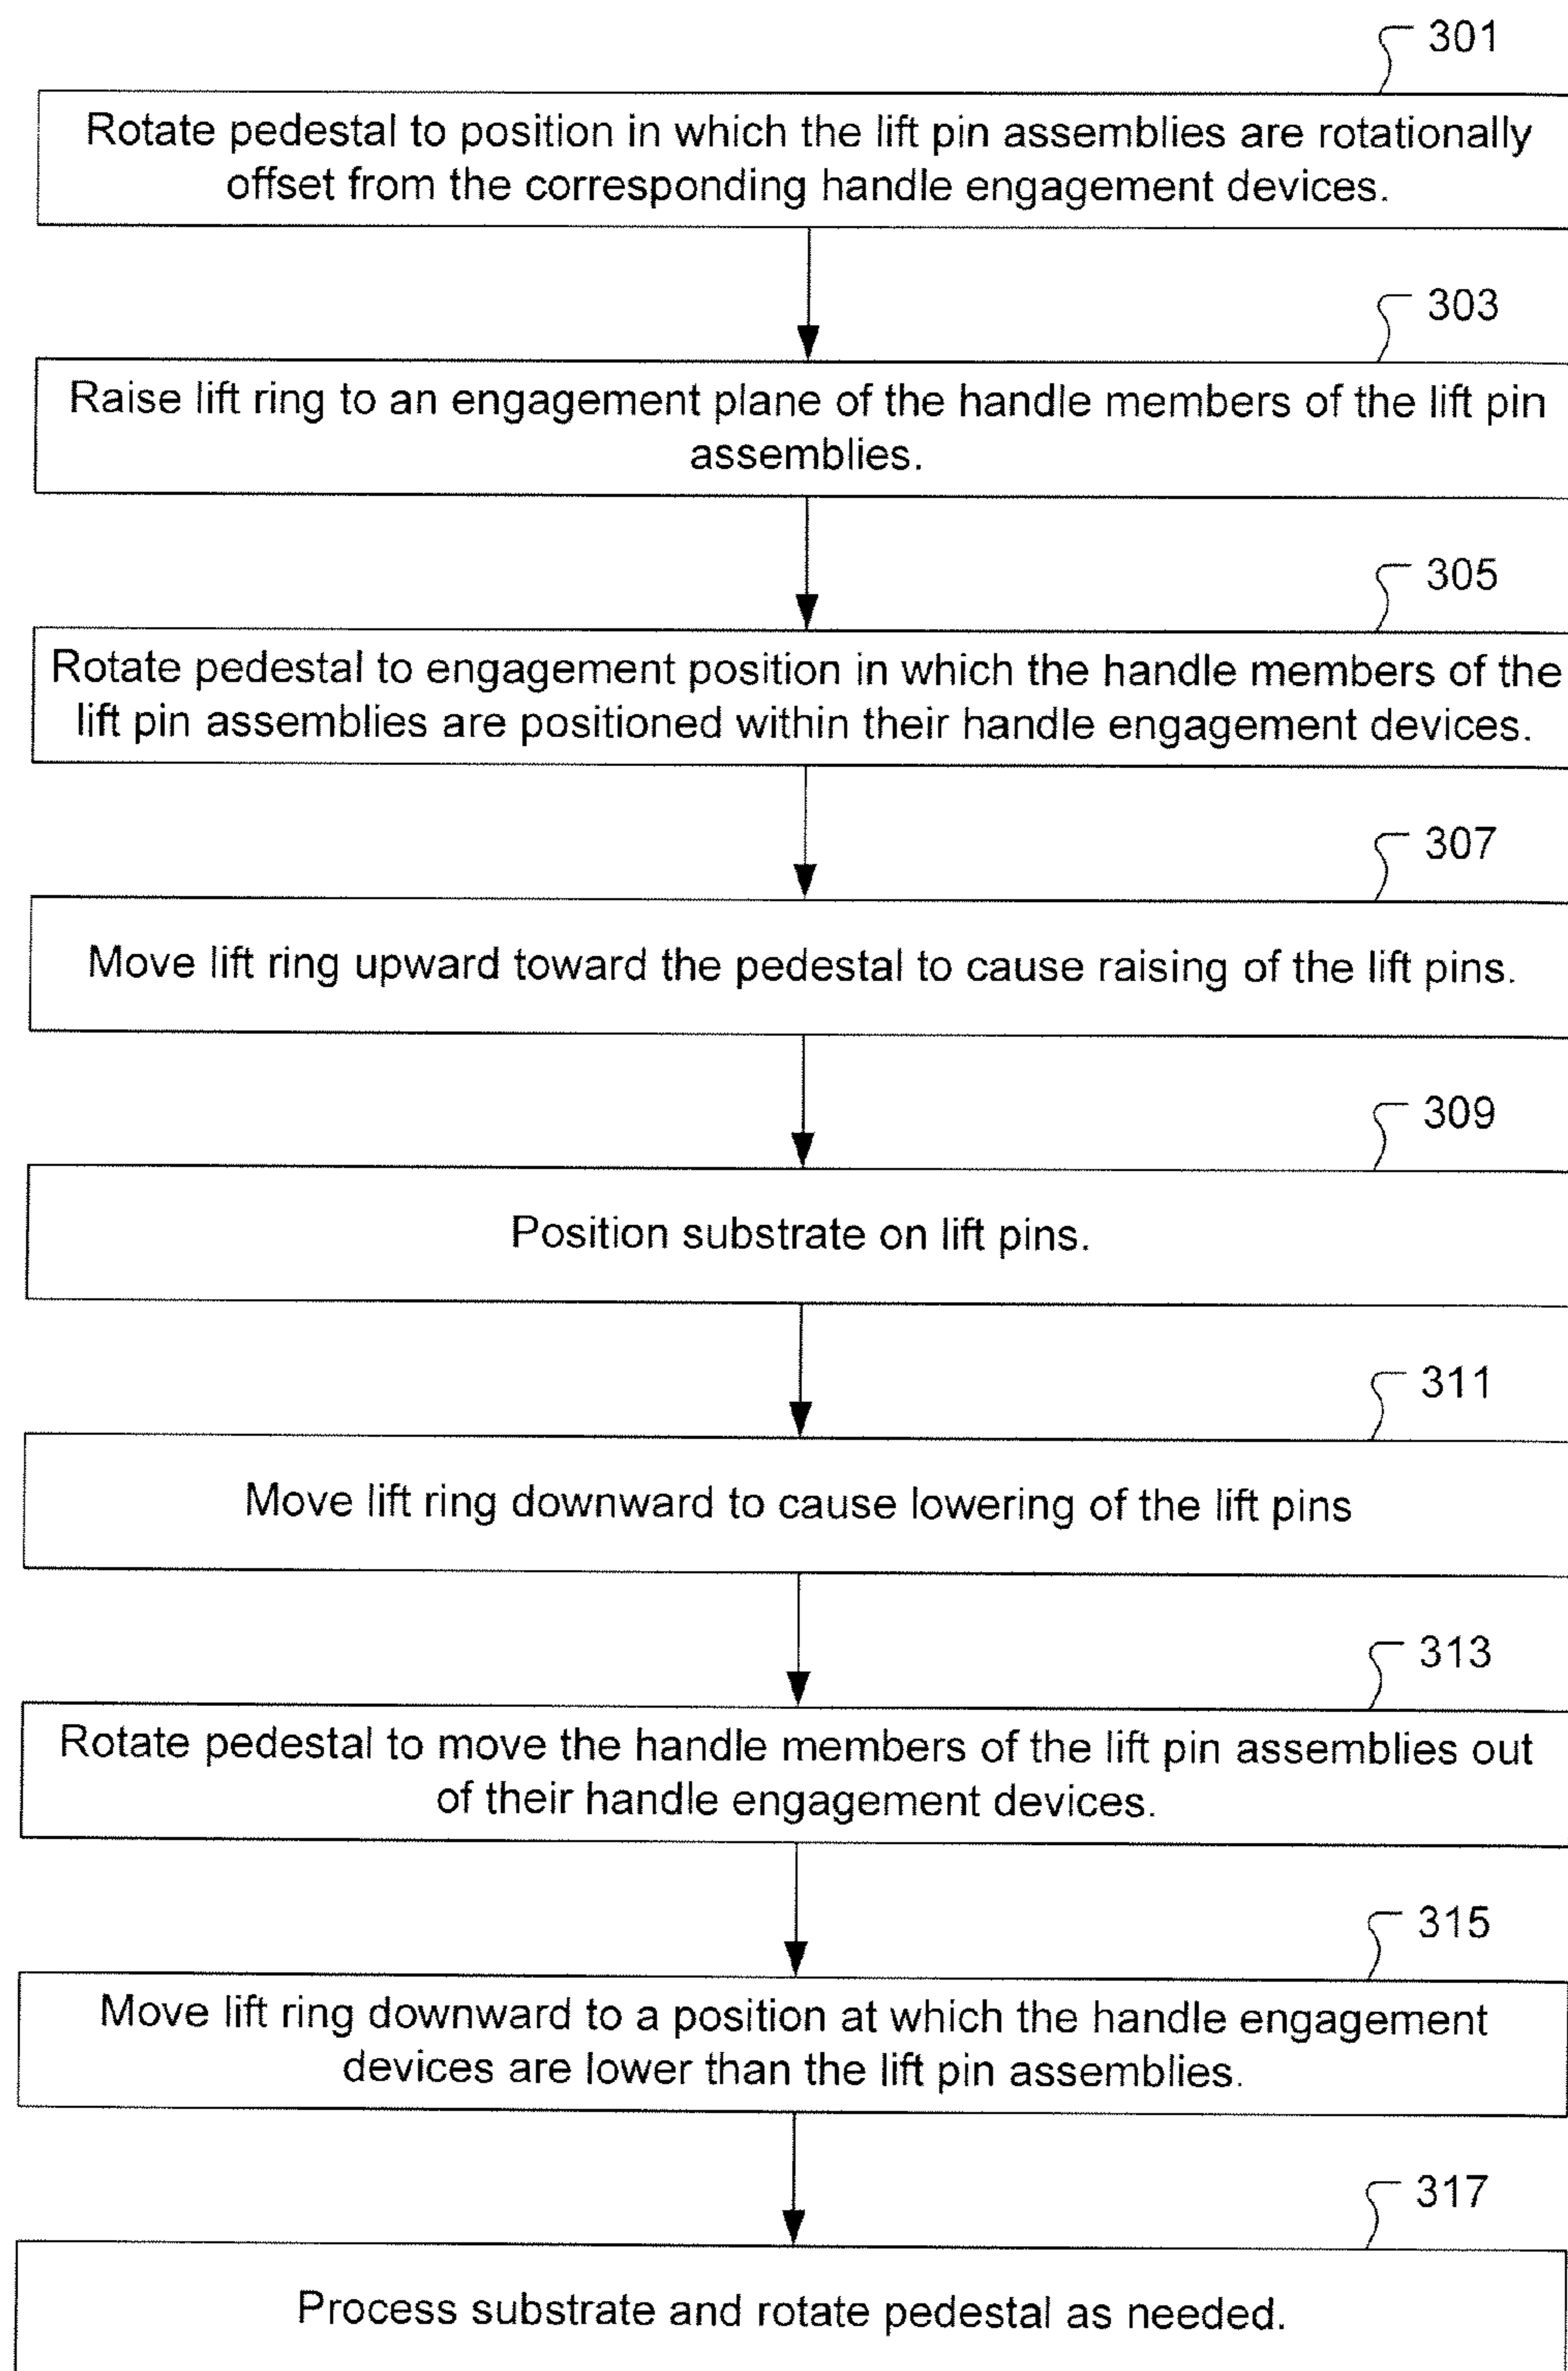 301
Rotate pedestal to position in which the lift pin assemblies are rotationally
offset from the corresponding handle engagement devices.
303
Raise lift ring to an engagement plane of the handle members of the lift pin
assemblies.
305
Rotate pedestal to engagement position in which the handle members of the
lift pin assemblies are positioned within their handle engagement devices.
307
Move lift ring upward toward the pedestal to cause raising of the lift pins.
309
Position substrate on lift pins.
311
Move lift ring downward to cause lowering of the lift pins
313
Rotate pedestal to move the handle members of the lift pin assemblies out
of their handle engagement devices.
315
Move lift ring downward to a position at which the handle engagement
devices are lower than the lift pin assemblies.
317
Process substrate and rotate pedestal as needed.